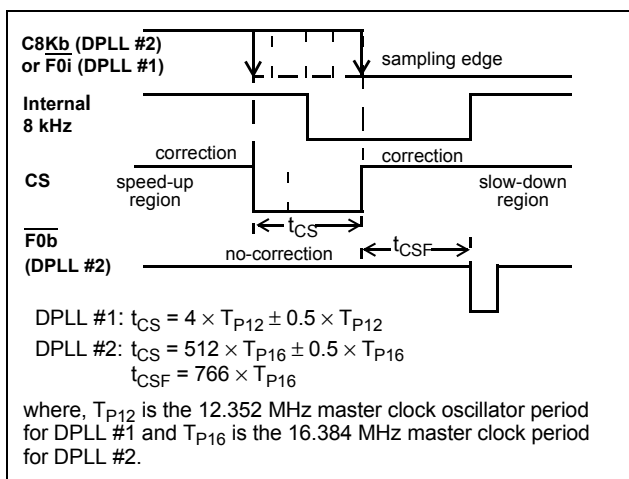 C8Kb (DPLL #2)
or F̅0̅i̅ (DPLL #1)
sampling edge
Internal
8 kHz
correction
correction
CS
speed-up
region
slow-down
region
tCS
F̅0̅b̅
(DPLL #2)
no-correction
tCSF
DPLL #1: tCS = 4 × TP12 ± 0.5 × TP12
DPLL #2: tCS = 512 × TP16 ± 0.5 × TP16
tCSF = 766 × TP16
where, TP12 is the 12.352 MHz master clock oscillator period
for DPLL #1 and TP16 is the 16.384 MHz master clock period
for DPLL #2.